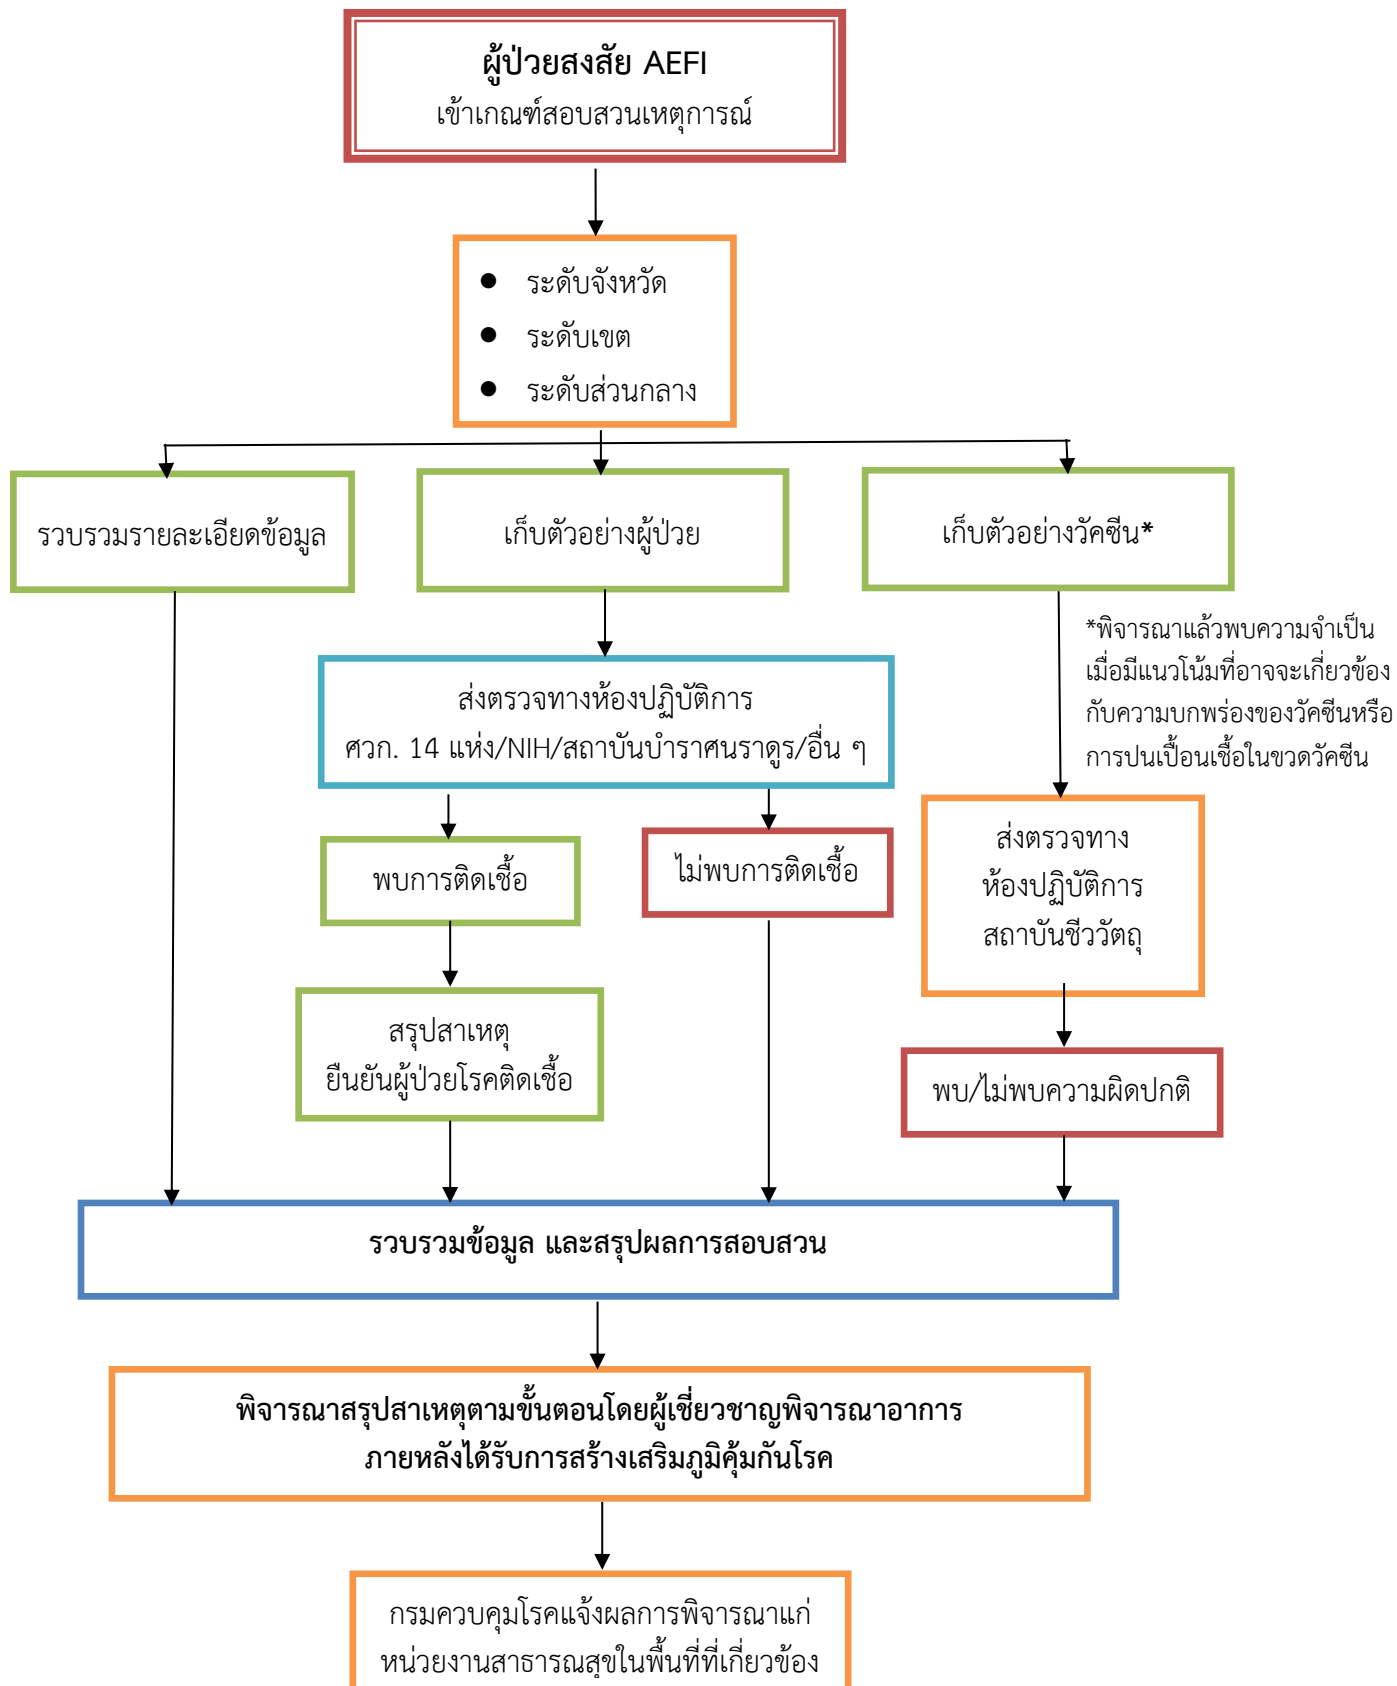 ผู้ป่วยสงสัย AEFI
เข้าเกณฑ์สอบสวนเหตุการณ์
● ระดับจังหวัด
● ระดับเขต
● ระดับส่วนกลาง
รวบรวมรายละเอียดข้อมูล
เก็บตัวอย่างผู้ป่วย
เก็บตัวอย่างวัคซีน*
*พิจารณาแล้วพบความจำเป็น
เมื่อมีแนวโน้มที่อาจจะเกี่ยวข้อง
กับความบกพร่องของวัคซีนหรือ
การปนเปื้อนเชื้อในขวดวัคซีน
ส่งตรวจทางห้องปฏิบัติการ
ศวก. 14 แห่ง/NIH/สถาบันบำราศนราดูร/อื่น ๆ
พบการติดเชื้อ
ไม่พบการติดเชื้อ
ส่งตรวจทาง
ห้องปฏิบัติการ
สถาบันชีววัตถุ
สรุปสาเหตุ
ยืนยันผู้ป่วยโรคติดเชื้อ
พบ/ไม่พบความผิดปกติ
รวบรวมข้อมูล และสรุปผลการสอบสวน
พิจารณาสรุปสาเหตุตามขั้นตอนโดยผู้เชี่ยวชาญพิจารณาอาการ
ภายหลังได้รับการสร้างเสริมภูมิคุ้มกันโรค
กรมควบคุมโรคแจ้งผลการพิจารณาแก่
หน่วยงานสาธารณสุขในพื้นที่ที่เกี่ยวข้อง